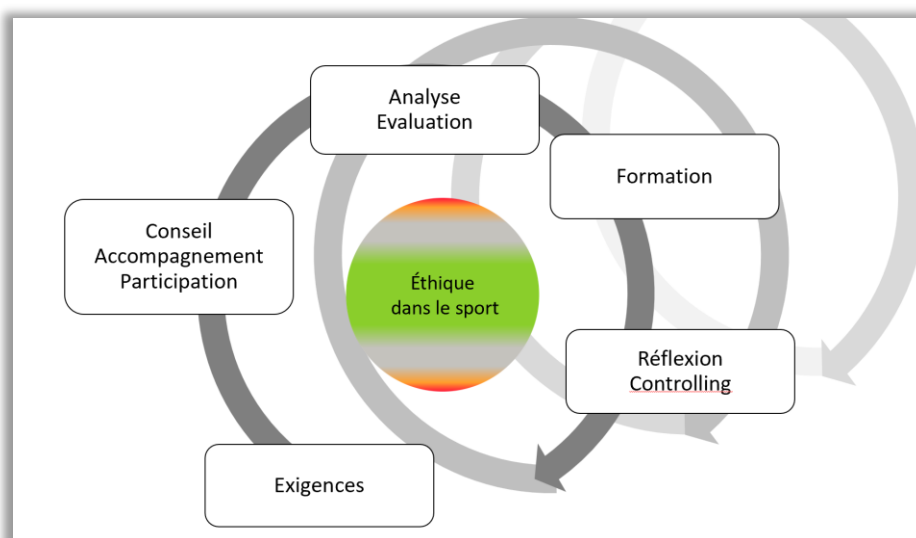 Analyse
Evaluation
Formation
Conseil
Accompagnement
Participation
Éthique
dans le sport
Réflexion
Controlling
Exigences